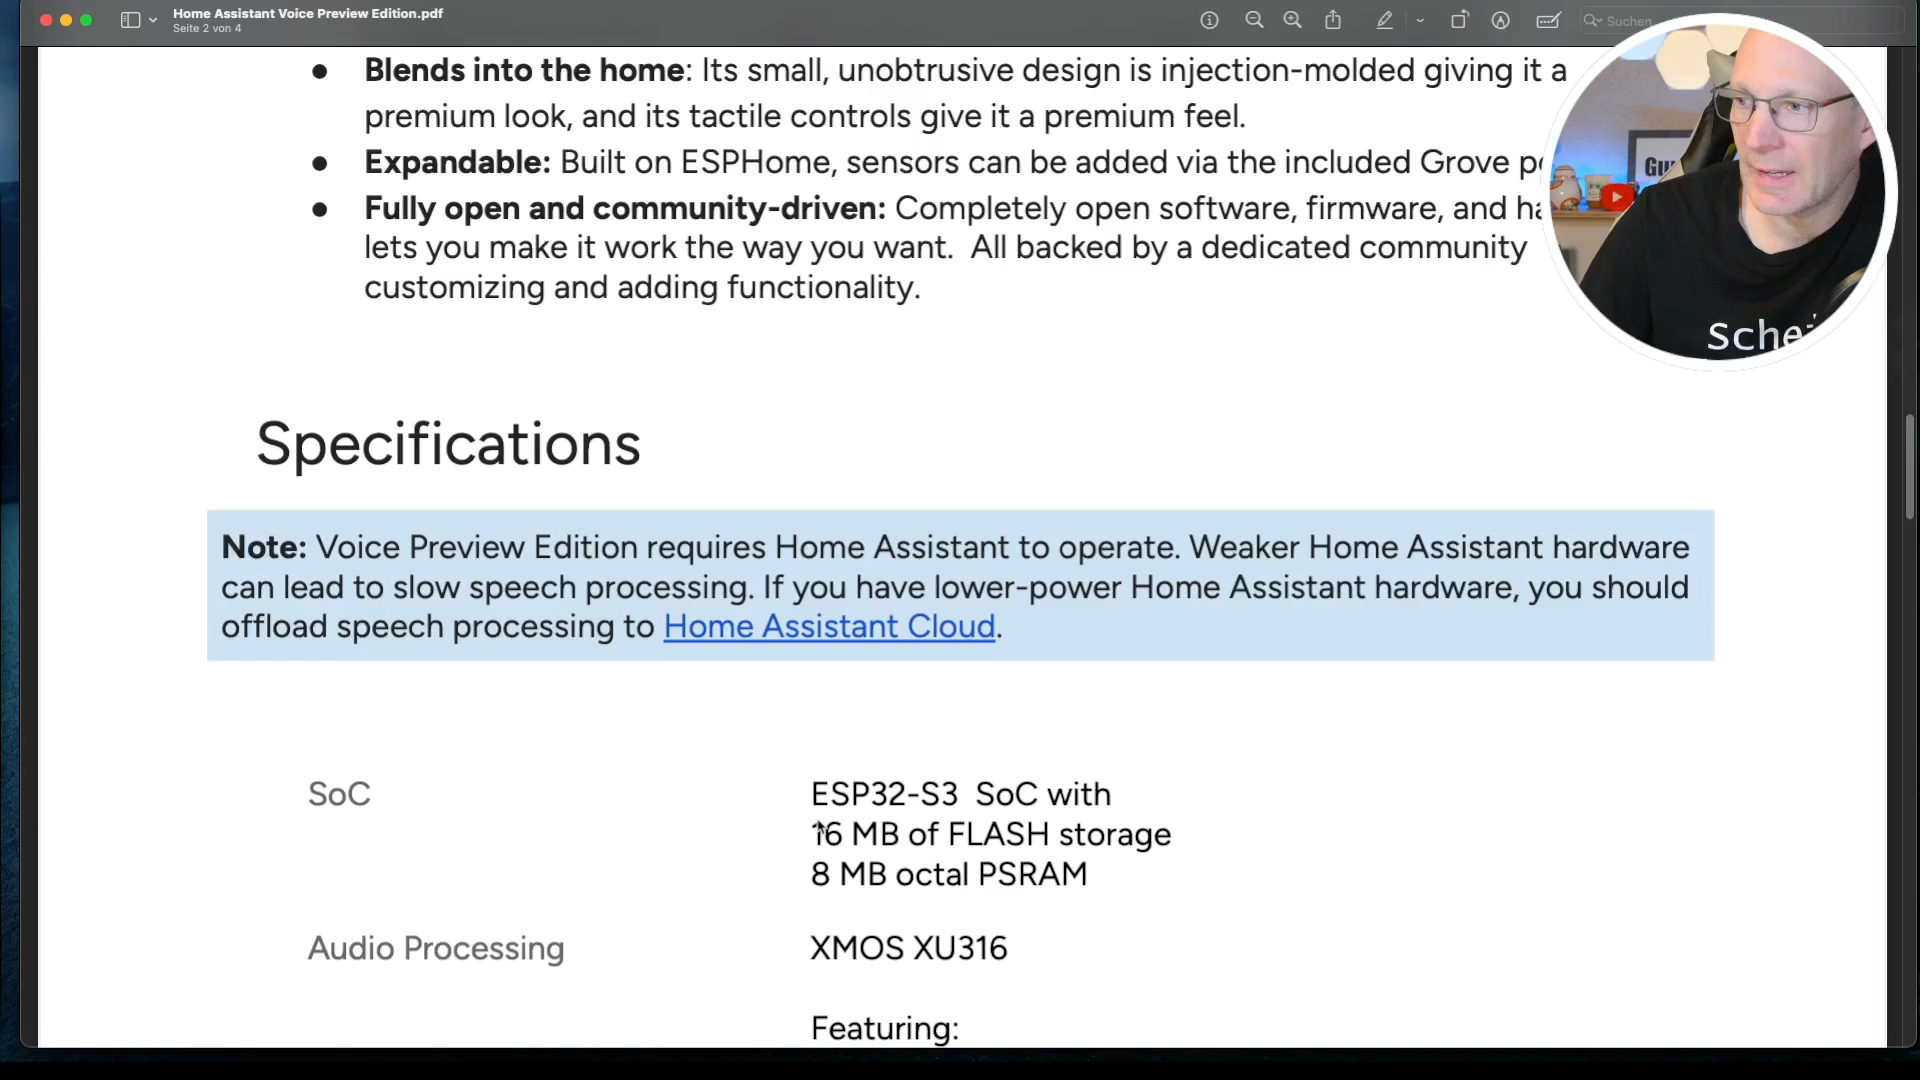 Home Assistant Voice Preview Edition.pdf
Seite 2 von 4
Suchen
● Blends into the home: Its small, unobtrusive design is injection-molded giving it a
premium look, and its tactile controls give it a premium feel.
● Expandable: Built on ESPHome, sensors can be added via the included Grove
● Fully open and community-driven: Completely open software, firmware, and
lets you make it work the way you want. All backed by a dedicated community
customizing and adding functionality.
Specifications
Note: Voice Preview Edition requires Home Assistant to operate. Weaker Home Assistant hardware
can lead to slow speech processing. If you have lower-power Home Assistant hardware, you should
offload speech processing to Home Assistant Cloud.
SoC
ESP32-S3 SoC with
16 MB of FLASH storage
8 MB octal PSRAM
Audio Processing
XMOS XU316
Featuring: